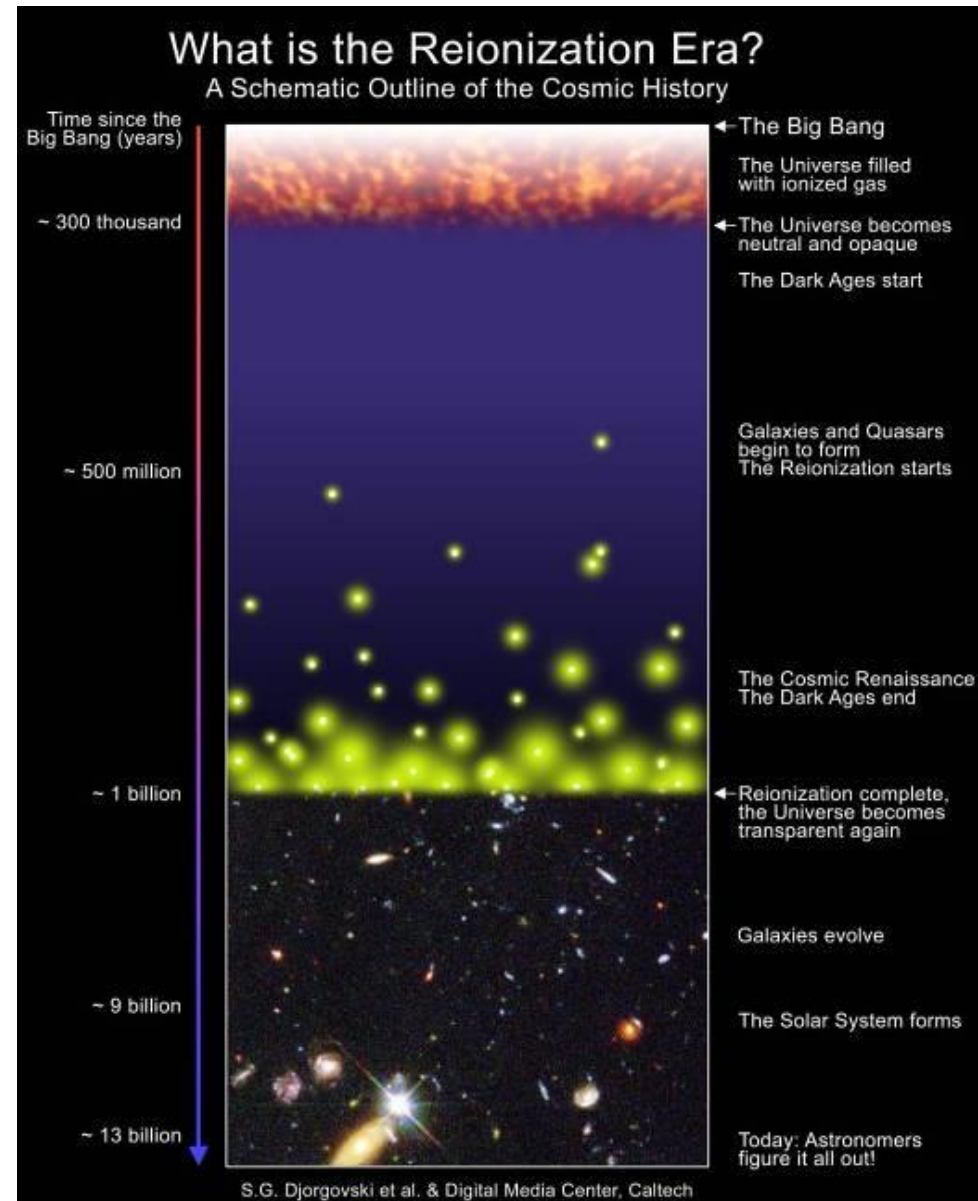 What is the Reionization Era?
A Schematic Outline of the Cosmic History
Time since the
Big Bang (years)
The Big Bang
The Universe filled
with ionized gas
~ 300 thousand
The Universe becomes
neutral and opaque
The Dark Ages start
Galaxies and Quasars
begin to form
The Reionization starts
~ 500 million
The Cosmic Renaissance
The Dark Ages end
~ 1 billion
Reionization complete,
the Universe becomes
transparent again
Galaxies evolve
~ 9 billion
The Solar System forms
~ 13 billion
Today: Astronomers
figure it all out!
S.G. Djorgovski et al. & Digital Media Center, Caltech